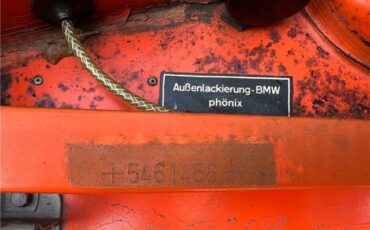 Außenlackierung-BMW
phönix
+5461456+